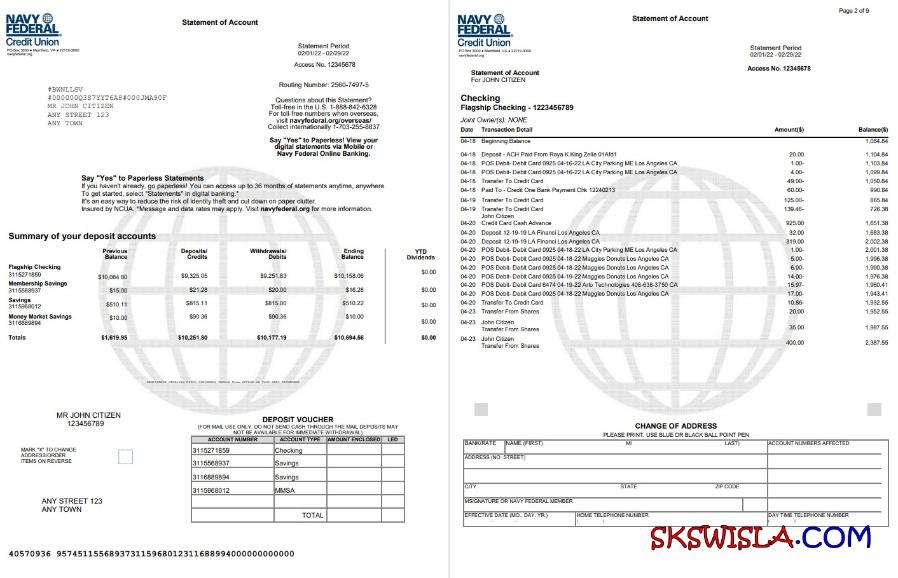 NAVY
FEDERAL
Credit Union
PO Box 3000 • Merrifield, VA • 22119-3000
navyfederal.org
Statement of Account
Statement Period
02/01/22 - 02/29/22
Access No. 12345678
Routing Number: 2560-7497-5
#BWNLLSV
#000000Q3S7YYT6A8#000JMA90F
MR JOHN CITIZEN
ANY STREET 123
ANY TOWN
Questions about this Statement?
Toll-free in the U.S. 1-888-842-6328
For toll-free numbers when overseas,
visit navyfederal.org/overseas/
Collect internationally 1-703-255-8837
Say "Yes" to Paperless! View your
digital statements via Mobile or
Navy Federal Online Banking.
Say "Yes" to Paperless Statements
If you haven't already, go paperless! You can access up to 36 months of statements anytime, anywhere.
To get started, select "Statements" in digital banking.*
It's an easy way to reduce the risk of identity theft and cut down on paper clutter.
Insured by NCUA. *Message and data rates may apply. Visit navyfederal.org for more information.
Summary of your deposit accounts
Previous Balance Deposits/ Credits Withdrawals/ Debits Ending Balance YTD Dividends
Flagship Checking
3115271859 $10,084.80 $9,325.05 $9,251.83 $10,158.06 $0.00
Membership Savings
3115568937 $15.00 $21.28 $20.00 $16.28 $0.00
Savings
3115968012 $510.11 $815.11 $815.00 $510.22 $0.00
Money Market Savings
3116889894 $10.00 $90.36 $90.36 $10.00 $0.00
Totals $1,619.95 $10,251.80 $10,177.19 $10,694.56 $0.00
MR JOHN CITIZEN
123456789
MARK "X" TO CHANGE
ADDRESS/ORDER
ITEMS ON REVERSE
ANY STREET 123
ANY TOWN
DEPOSIT VOUCHER
(FOR MAIL USE ONLY. DO NOT SEND CASH THROUGH THE MAIL DEPOSITS MAY
NOT BE AVAILABLE FOR IMMEDIATE WITHDRAWAL)
ACCOUNT NUMBER ACCOUNT TYPE AMOUNT ENCLOSED LED
3115271859 Checking
3115568937 Savings
3116889894 Savings
3115968012 MMSA
TOTAL
40570936 9574511556893731159680123116889940000000000000
Page 2 of 9
NAVY
FEDERAL
Credit Union
PO Box 3000 • Merrifield, VA • 22119-3000
navyfederal.org
Statement of Account
Statement Period
02/01/22 - 02/29/22
Access No. 12345678
Statement of Account
For JOHN CITIZEN
Checking
Flagship Checking - 1223456789
Joint Owner(s): NONE
Date Transaction Detail Amount($) Balance($)
04-18 Beginning Balance 1,084.84
04-18 Deposit - ACH Paid From Roya K King Zelle 01Afd1 20.00 1,104.84
04-18 POS Debit- Debit Card 0925 04-16-22 LA City Parking ME Los Angeles CA 1.00- 1,103.84
04-18 POS Debit- Debit Card 0925 04-18-22 Maggies Donuts Los Angeles CA 4.00- 1,099.84
04-18 Transfer To Credit Card 49.00- 1,050.84
04-18 Paid To - Credit One Bank Payment Chk 12240213 60.00- 990.84
04-19 Transfer To Credit Card 125.00- 865.84
04-19 Transfer To Credit Card 139.46- 726.38
John Citizen
04-20 Credit Card Cash Advance 925.00 1,651.38
04-20 Deposit 12-19-19 LA Financi Los Angeles CA 32.00 1,683.38
04-20 Deposit 12-19-19 LA Financi Los Angeles CA 319.00 2,002.38
04-20 POS Debit- Debit Card 0925 04-18-22 LA City Parking ME Los Angeles CA 1.00- 2,001.38
04-20 POS Debit- Debit Card 0925 04-18-22 Maggies Donuts Los Angeles CA 5.00- 1,996.38
04-20 POS Debit- Debit Card 0925 04-18-22 Maggies Donuts Los Angeles CA 6.00- 1,990.38
04-20 POS Debit- Debit Card 0925 04-18-22 Maggies Donuts Los Angeles CA 14.00- 1,976.38
04-20 POS Debit- Debit Card 6474 04-19-22 Arlo Technologies 408-638-3750 CA 15.97- 1,960.41
04-20 POS Debit- Debit Card 0925 04-18-22 Maggies Donuts Los Angeles CA 17.00- 1,943.41
04-20 Transfer To Credit Card 10.86- 1,932.55
04-23 Transfer From Shares 20.00 1,952.55
04-23 John Citizen
Transfer From Shares 35.00 1,987.55
04-23 John Citizen
Transfer From Shares 400.00 2,387.55
CHANGE OF ADDRESS
PLEASE PRINT. USE BLUE OR BLACK BALL POINT PEN
BANK/RATE NAME (FIRST) MI LAST) ACCOUNT NUMBERS AFFECTED
ADDRESS (NO. STREET)
CITY STATE ZIP CODE
MSIGNATURE OR NAVY FEDERAL MEMBER
EFFECTIVE DATE (MO., DAY, YR.) HOME TELEPHONE NUMBER DAY TIME TELEPHONE NUMBER
SKSWISLA.COM